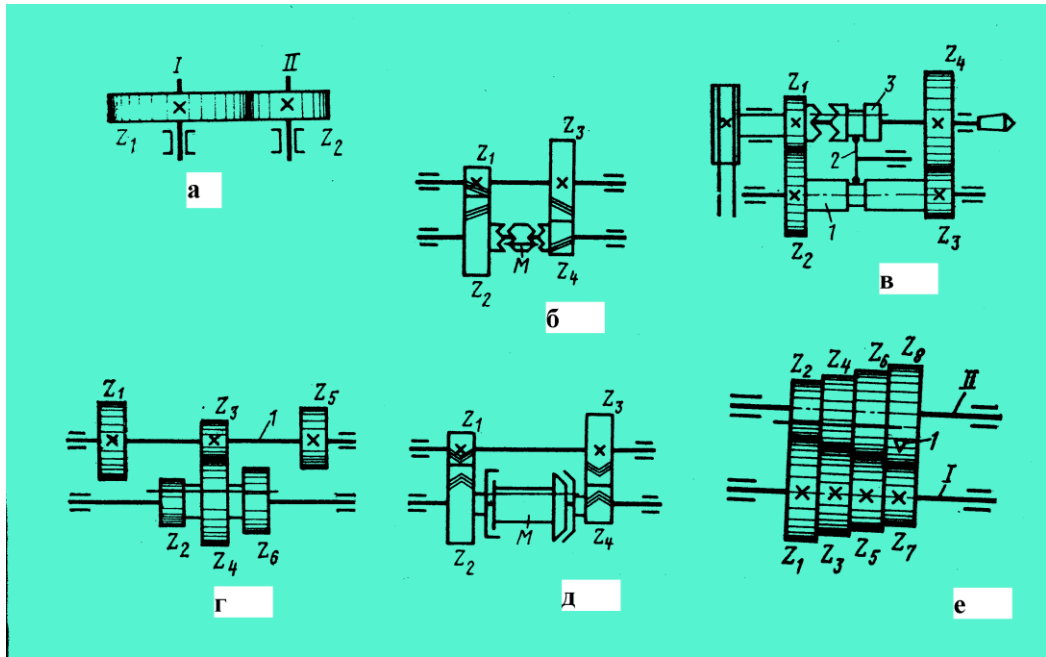 I II
Z1 Z2
а
Z1 Z3
M
Z2 Z4
б
Z1 3 Z4
2
1
Z2 Z3
в
Z1 Z3 1 Z5
Z2 Z4 Z6
г
Z1 Z3
M
Z2 Z4
д
Z2 Z4 Z6 Z8
II
1
I
Z1 Z3 Z5 Z7
е